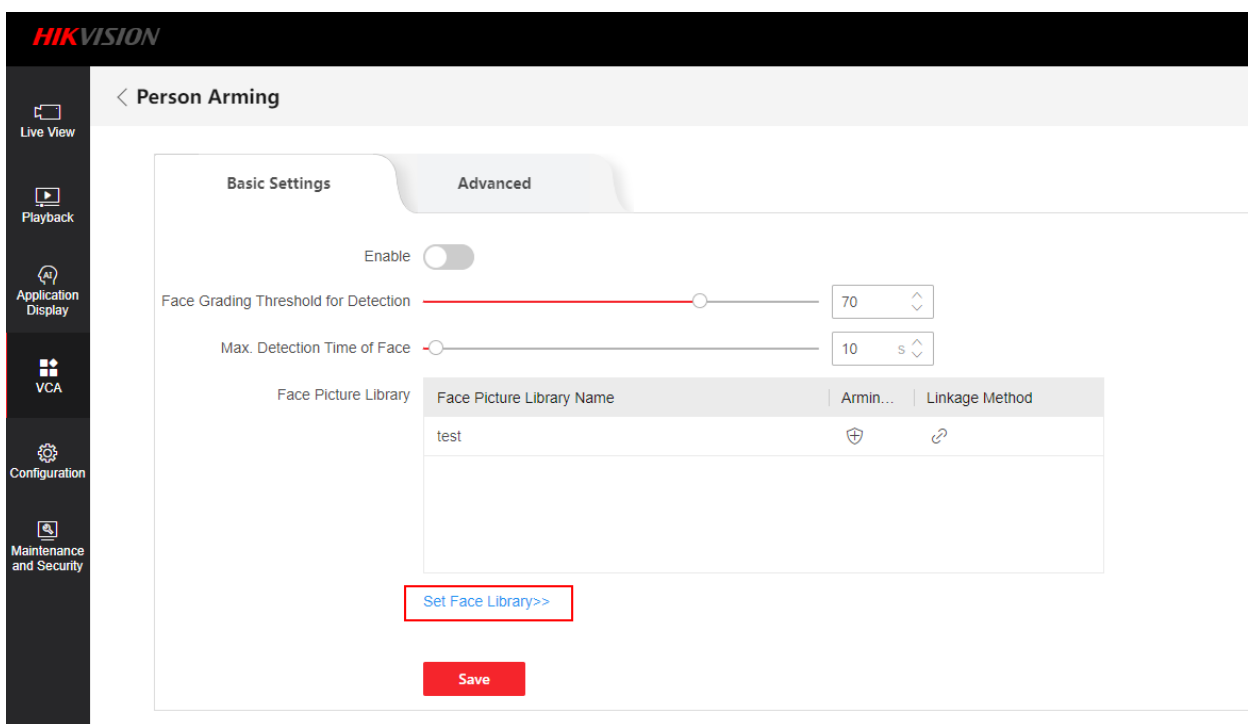 HIKVISION
Person Arming
Live View
Playback
AI
Application
Display
VCA
Configuration
Maintenance
and Security
Basic Settings
Advanced
Enable
Face Grading Threshold for Detection 70
Max. Detection Time of Face 10 s
Face Picture Library
Face Picture Library Name Armin... Linkage Method
test
Set Face Library>>
Save